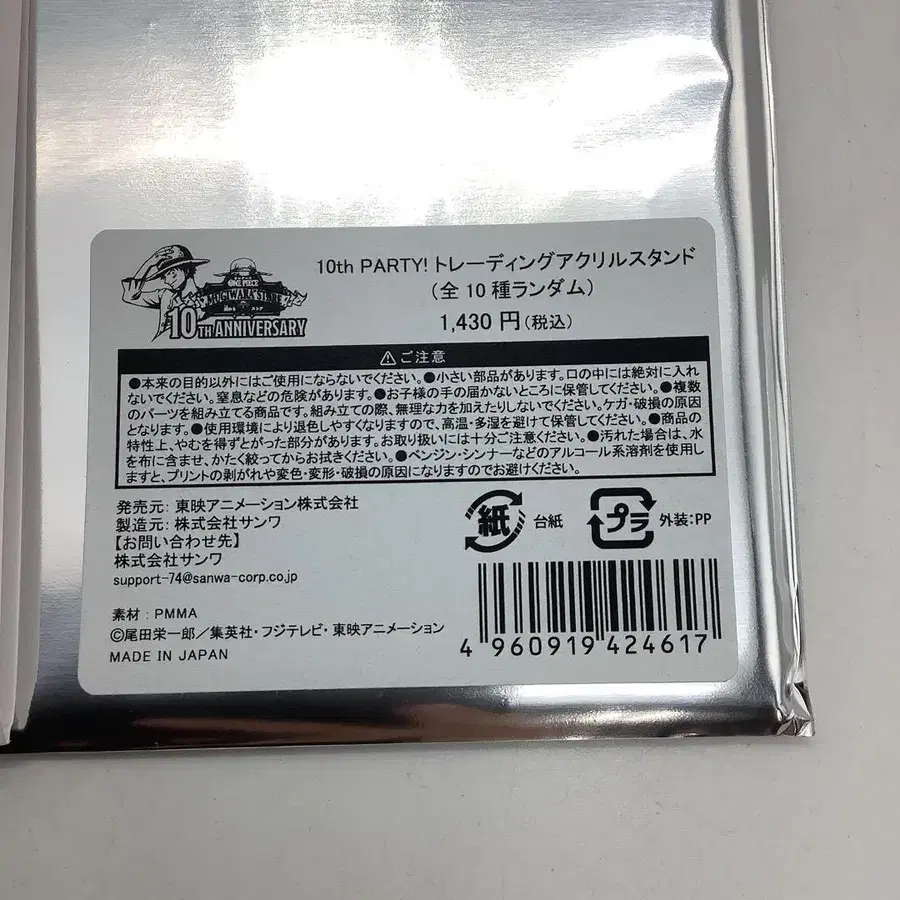 ONE PIECE
MUGIWARA STORE
10TH ANNIVERSARY
10th PARTY! トレーディングアクリルスタンド
(全10種ランダム)
1,430円(税込)
⚠ご注意
●本来の目的以外にはご使用にならないでください。●小さい部品があります。口の中には絶対に入れ
ないでください。窒息などの危険があります。●お子様の手の届かないところに保管してください。●複数
のパーツを組み立てる商品です。組み立ての際、無理な力を加えたりしないでください。ケガ・破損の原因
となります。●使用環境により退色しやすくなりますので、高温・多湿を避けて保管してください。●商品の
特性上、やむを得ずとがった部分があります。お取り扱いには十分ご注意ください。●汚れた場合は、水
を布に含ませ、かたく絞ってからお拭きください。●ベンジン・シンナーなどのアルコール系溶剤を使用し
ますと、プリントの剥がれや変色・変形・破損の原因になりますのでお避けください。
発売元:東映アニメーション株式会社
製造元:株式会社サンワ
【お問い合わせ先】
株式会社サンワ
support-74@sanwa-corp.co.jp
紙 台紙
プラ 外装:PP
素材:PMMA
©尾田栄一郎/集英社・フジテレビ・東映アニメーション
MADE IN JAPAN
4 960919 424617